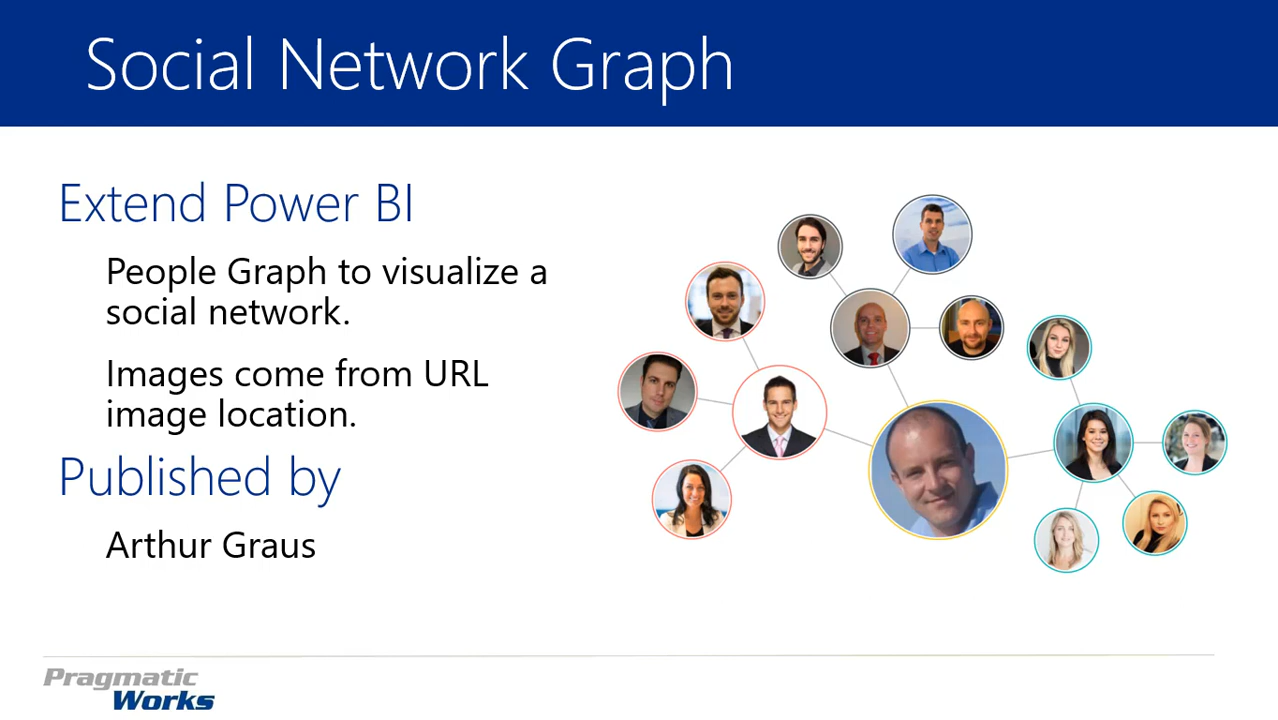 Social Network Graph
Extend Power BI
People Graph to visualize a
social network.
Images come from URL
image location.
Published by
Arthur Graus
Pragmatic
Works